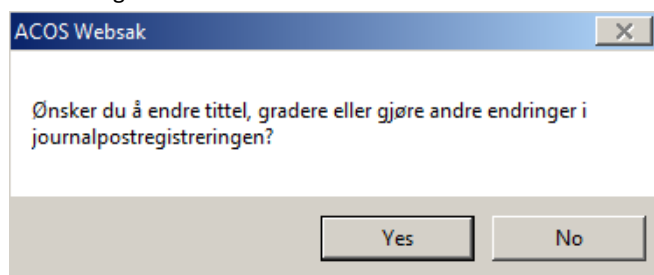 ACOS Websak
Ønsker du å endre tittel, gradere eller gjøre andre endringer i
journalpostregistreringen?
Yes
No